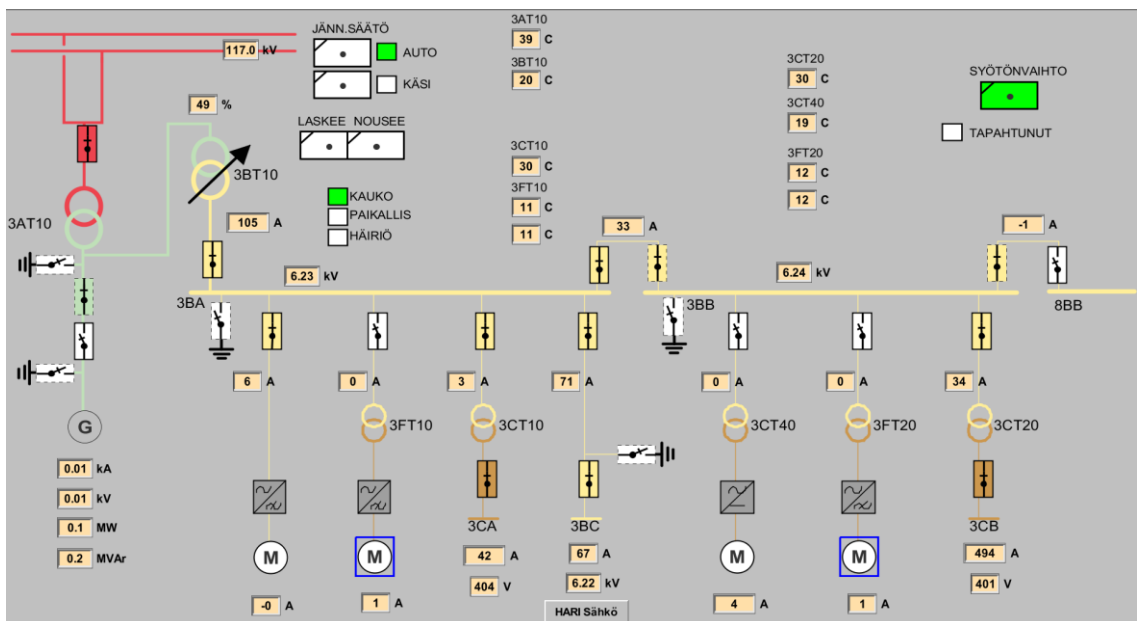 3AT10
JÄNN.SÄÄTÖ
39 C
117.0 kV
AUTO
3BT10
3CT20
KÄSI
20 C
30 C
SYÖTÖNVAIHTO
49 %
3CT40
LASKEE NOUSEE
19 C
TAPAHTUNUT
3CT10
3FT20
3BT10
30 C
12 C
KAUKO
3FT10
12 C
3AT10
PAIKALLIS
11 C
105 A
HÄIRIÖ
11 C
33 A
-1 A
6.23 kV
6.24 kV
3BA
3BB
8BB
6 A
0 A
3 A
71 A
0 A
0 A
34 A
3FT10
3CT10
3CT40
3FT20
3CT20
G
0.01 kA
0.01 kV
3CA
3BC
3CB
0.1 MW
M
M
42 A
67 A
M
M
494 A
0.2 MVAr
404 V
6.22 kV
401 V
-0 A
1 A
HARI Sähkö
4 A
1 A